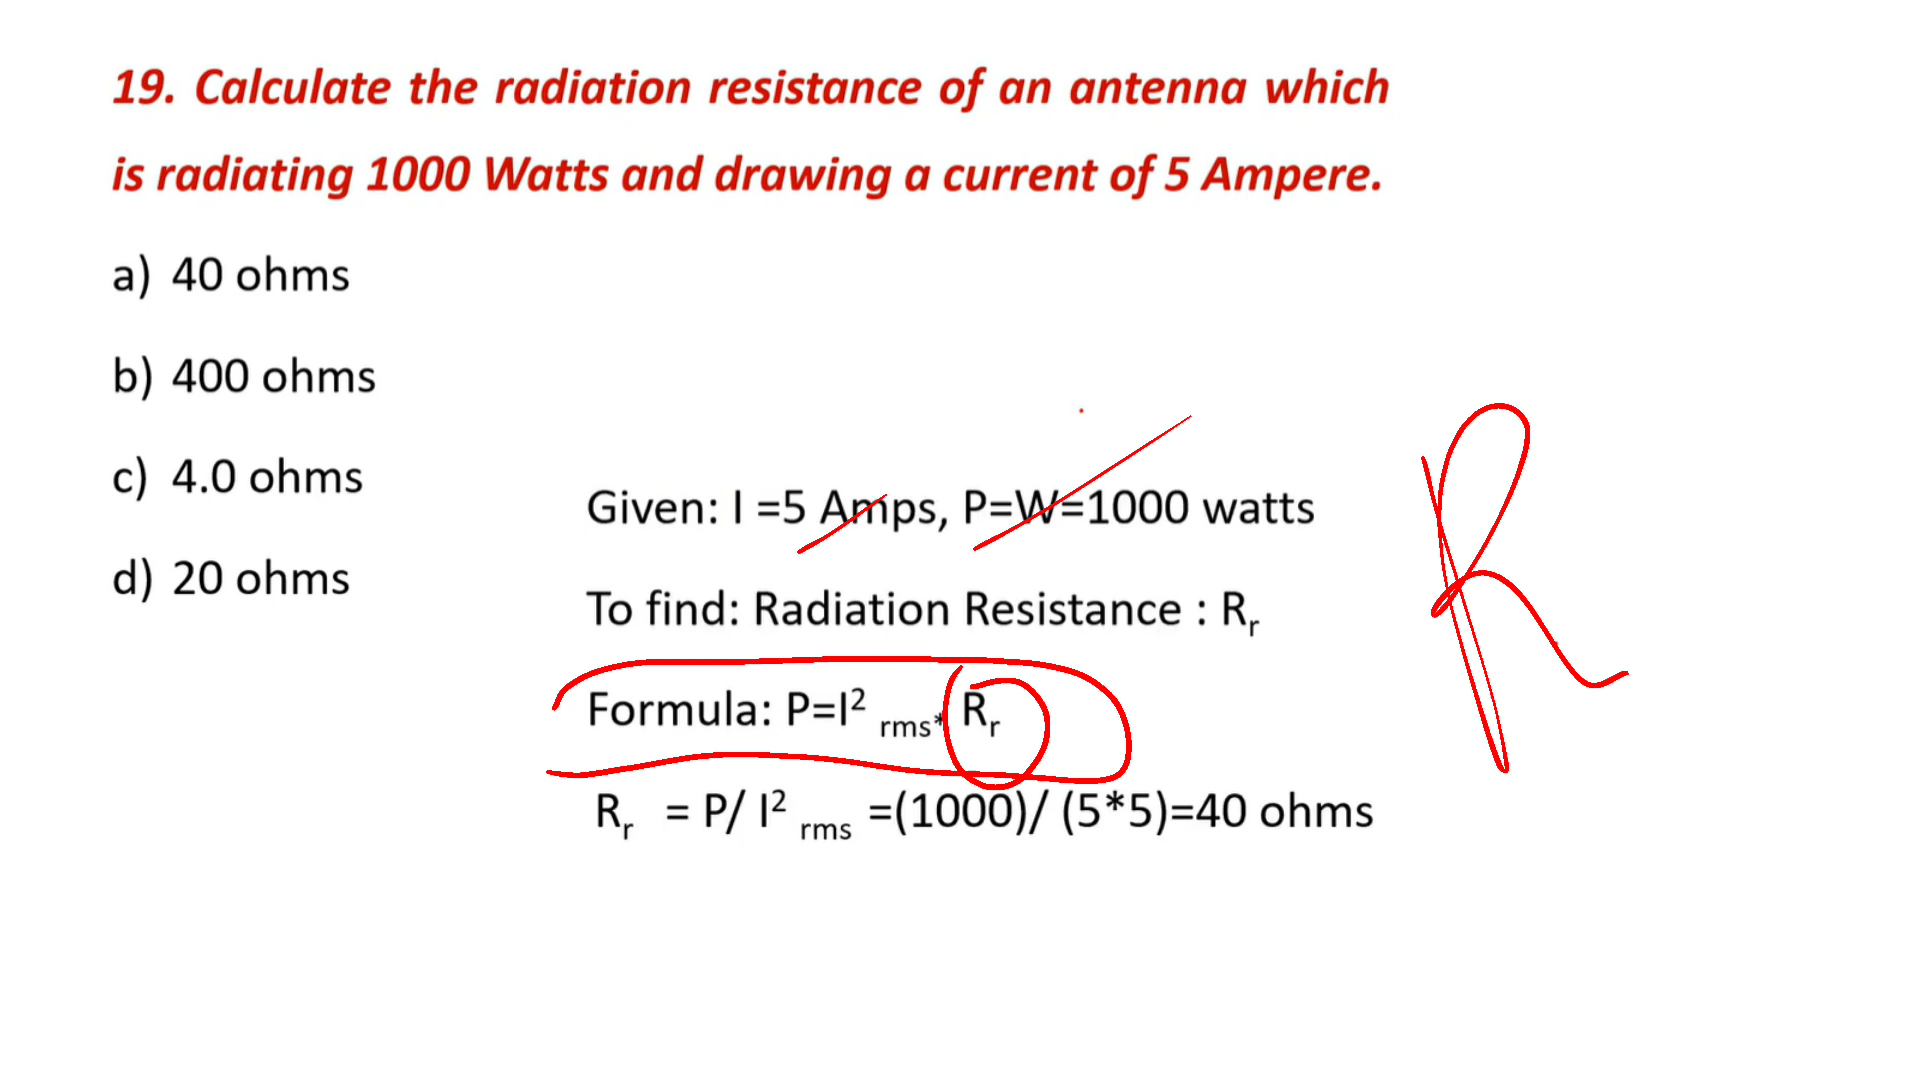 19. Calculate the radiation resistance of an antenna which
is radiating 1000 Watts and drawing a current of 5 Ampere.
a) 40 ohms
b) 400 ohms
c) 4.0 ohms
d) 20 ohms
Given: I =5 Amps, P=W=1000 watts
To find: Radiation Resistance : Rr
Formula: P=I² rms* Rr
Rr = P/ I² rms =(1000)/ (5*5)=40 ohms
R